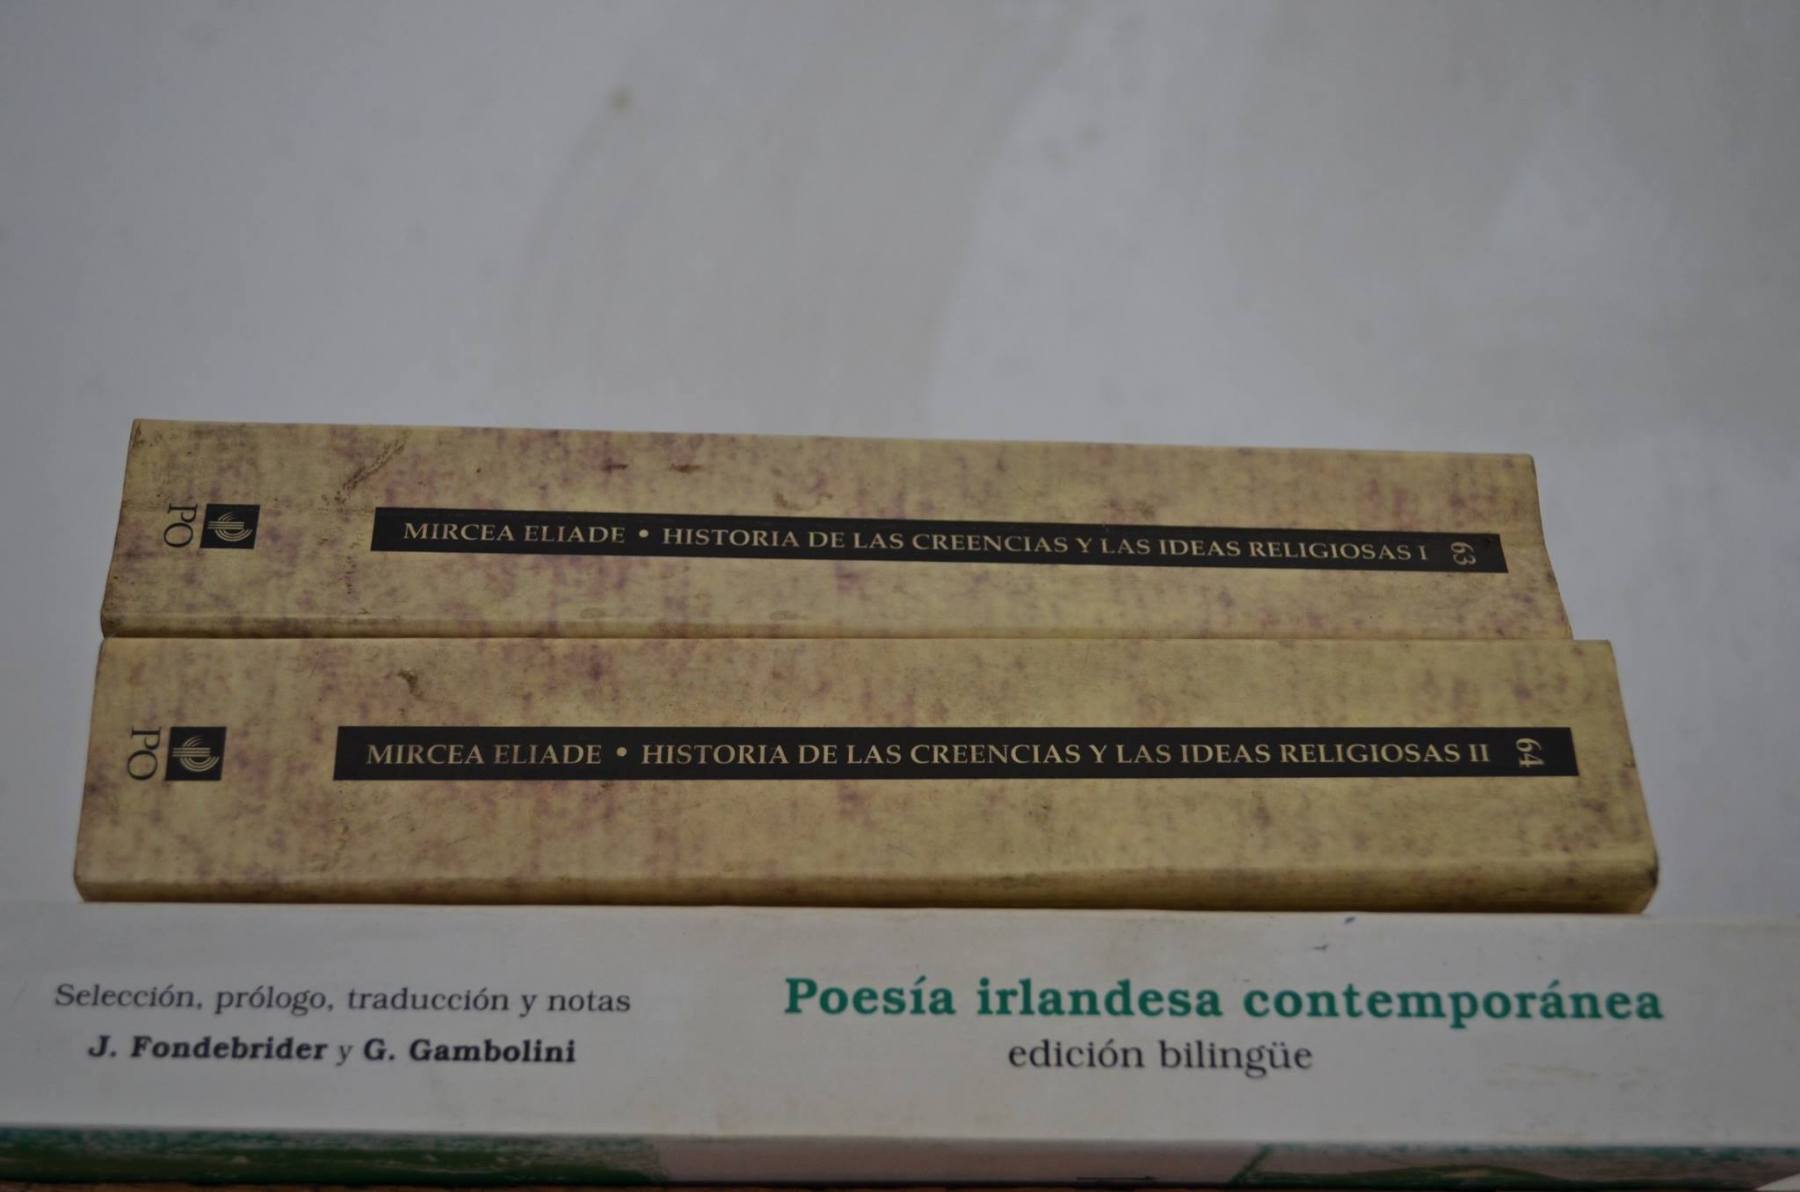 PO
MIRCEA ELIADE • HISTORIA DE LAS CREENCIAS Y LAS IDEAS RELIGIOSAS I 63
PO
MIRCEA ELIADE • HISTORIA DE LAS CREENCIAS Y LAS IDEAS RELIGIOSAS II 64
Selección, prólogo, traducción y notas
J. Fondebrider y G. Gambolini
Poesía irlandesa contemporánea
edición bilingüe